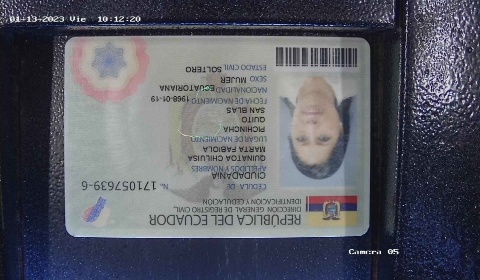 01-13-2023 Vie 10:12:20
REPÚBLICA DEL ECUADOR
DIRECCIÓN GENERAL DE REGISTRO CIVIL
IDENTIFICACIÓN Y CEDULACIÓN
CÉDULA DE
CIUDADANÍA
N. 171057639-6
APELLIDOS Y NOMBRES
QUINATOA CHILUISA
MARTA FABIOLA
LUGAR DE NACIMIENTO
PICHINCHA
QUITO
SAN BLAS
FECHA DE NACIMIENTO 1968-01-19
NACIONALIDAD ECUATORIANA
SEXO MUJER
ESTADO CIVIL SOLTERO
Camera 05